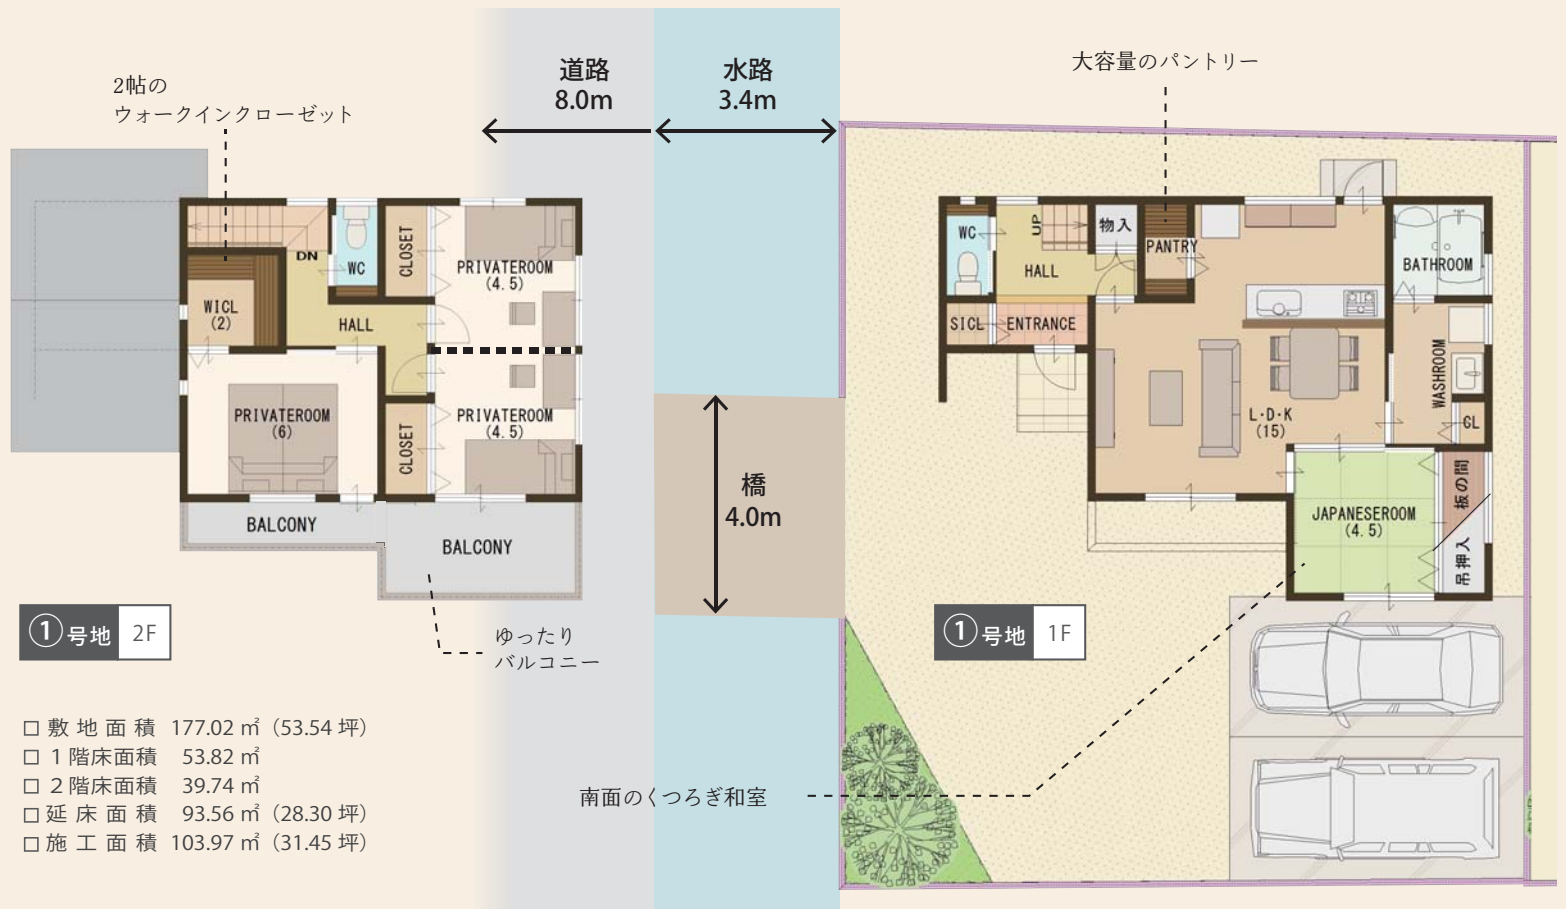 2帖の
ウォークインクローゼット
道路
8.0m
水路
3.4m
大容量のパントリー
DN
WC
CLOSET
PRIVATEROOM
(4.5)
WICL
(2)
HALL
PRIVATEROOM
(6)
CLOSET
PRIVATEROOM
(4.5)
BALCONY
BALCONY
ゆったり
バルコニー
①号地 2F
橋
4.0m
WC
UP
物入
PANTRY
HALL
BATHROOM
SICL
ENTRANCE
WASHROOM
L·D·K
(15)
CL
JAPANESEROOM
(4.5)
板の間
吊押入
①号地 1F
南面のくつろぎ和室
□ 敷地面積 177.02 ㎡（53.54 坪）
□ 1階床面積 53.82 ㎡
□ 2階床面積 39.74 ㎡
□ 延床面積 93.56 ㎡（28.30 坪）
□ 施工面積 103.97 ㎡（31.45 坪）